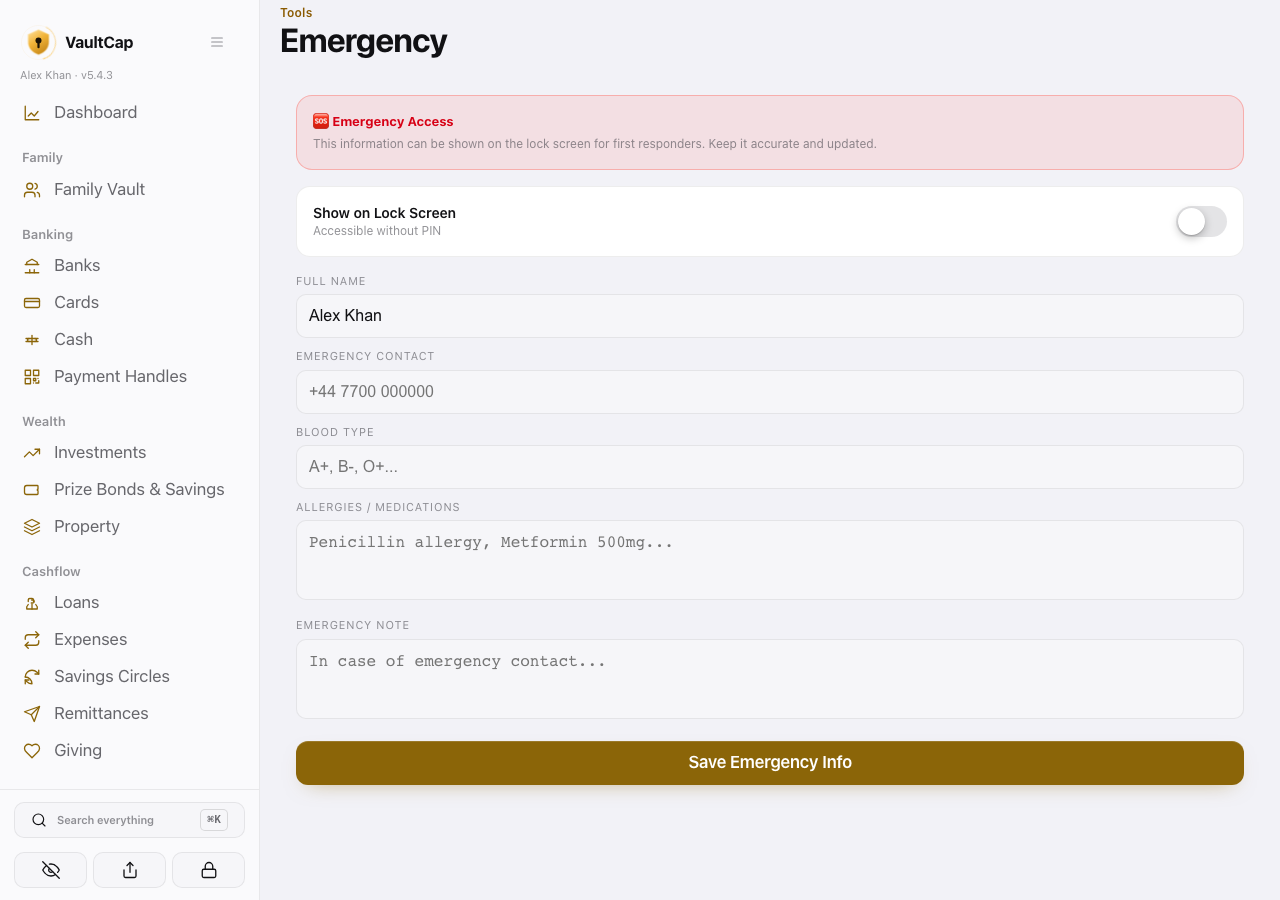 VaultCap
Alex Khan · v5.4.3
Dashboard
Family
Family Vault
Banking
Banks
Cards
Cash
Payment Handles
Wealth
Investments
Prize Bonds & Savings
Property
Cashflow
Loans
Expenses
Savings Circles
Remittances
Giving
Search everything
⌘K
Tools
Emergency
🆘 Emergency Access
This information can be shown on the lock screen for first responders. Keep it accurate and updated.
Show on Lock Screen
Accessible without PIN
FULL NAME
Alex Khan
EMERGENCY CONTACT
+44 7700 000000
BLOOD TYPE
A+, B-, O+...
ALLERGIES / MEDICATIONS
Penicillin allergy, Metformin 500mg...
EMERGENCY NOTE
In case of emergency contact...
Save Emergency Info